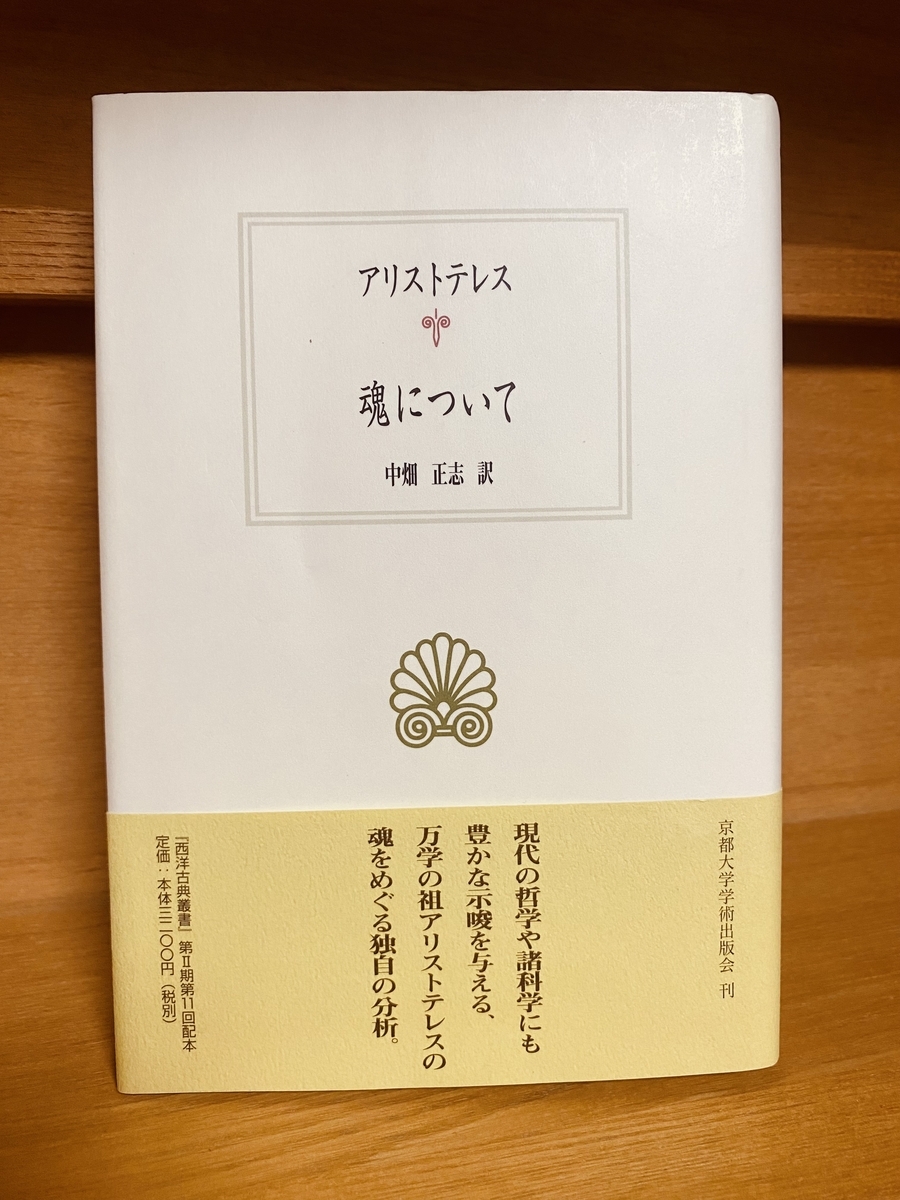 アリストテレス
魂について
中畑 正志 訳
京都大学学術出版会 刊
現代の哲学や諸科学にも
豊かな示唆を与える、
万学の祖アリストテレスの
魂をめぐる独自の分析。
『西洋古典叢書』第Ⅱ期第11回配本
定価：本体三二〇〇円（税別）